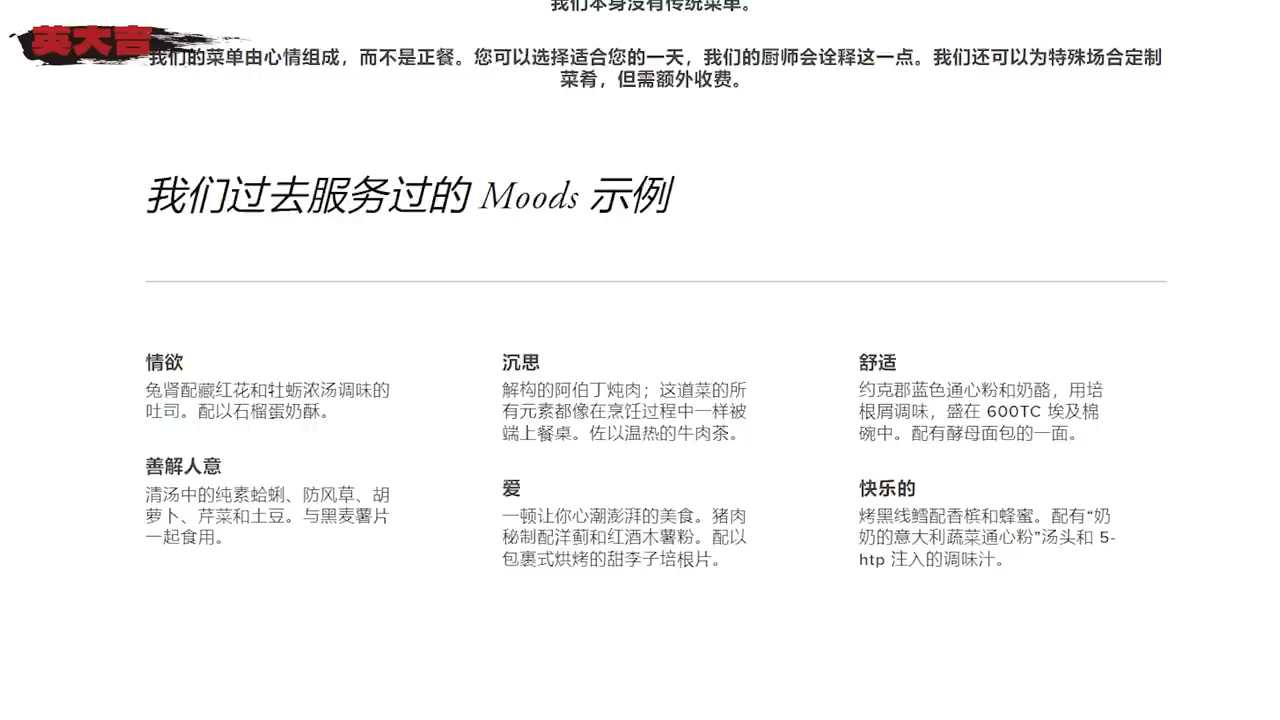 我们本身没有传统菜单。
英大吉
我们的菜单由心情组成，而不是正餐。您可以选择适合您的一天，我们的厨师会诠释这一点。我们还可以为特殊场合定制
菜肴，但需额外收费。
我们过去服务过的 Moods 示例
情欲
兔肾配藏红花和牡蛎浓汤调味的
吐司。配以石榴蛋奶酥。
善解人意
清汤中的纯素蛤蜊、防风草、胡
萝卜、芹菜和土豆。与黑麦薯片
一起食用。
沉思
解构的阿伯丁炖肉；这道菜的所
有元素都像在烹饪过程中一样被
端上餐桌。佐以温热的牛肉茶。
爱
一顿让你心潮澎湃的美食。猪肉
秘制配洋蓟和红酒木薯粉。配以
包裹式烘烤的甜李子培根片。
舒适
约克郡蓝色通心粉和奶酪，用培
根屑调味，盛在 600TC 埃及棉
碗中。配有酵母面包的一面。
快乐的
烤黑线鳕配香槟和蜂蜜。配有“奶
奶的意大利蔬菜通心粉”汤头和 5-
htp 注入的调味汁。